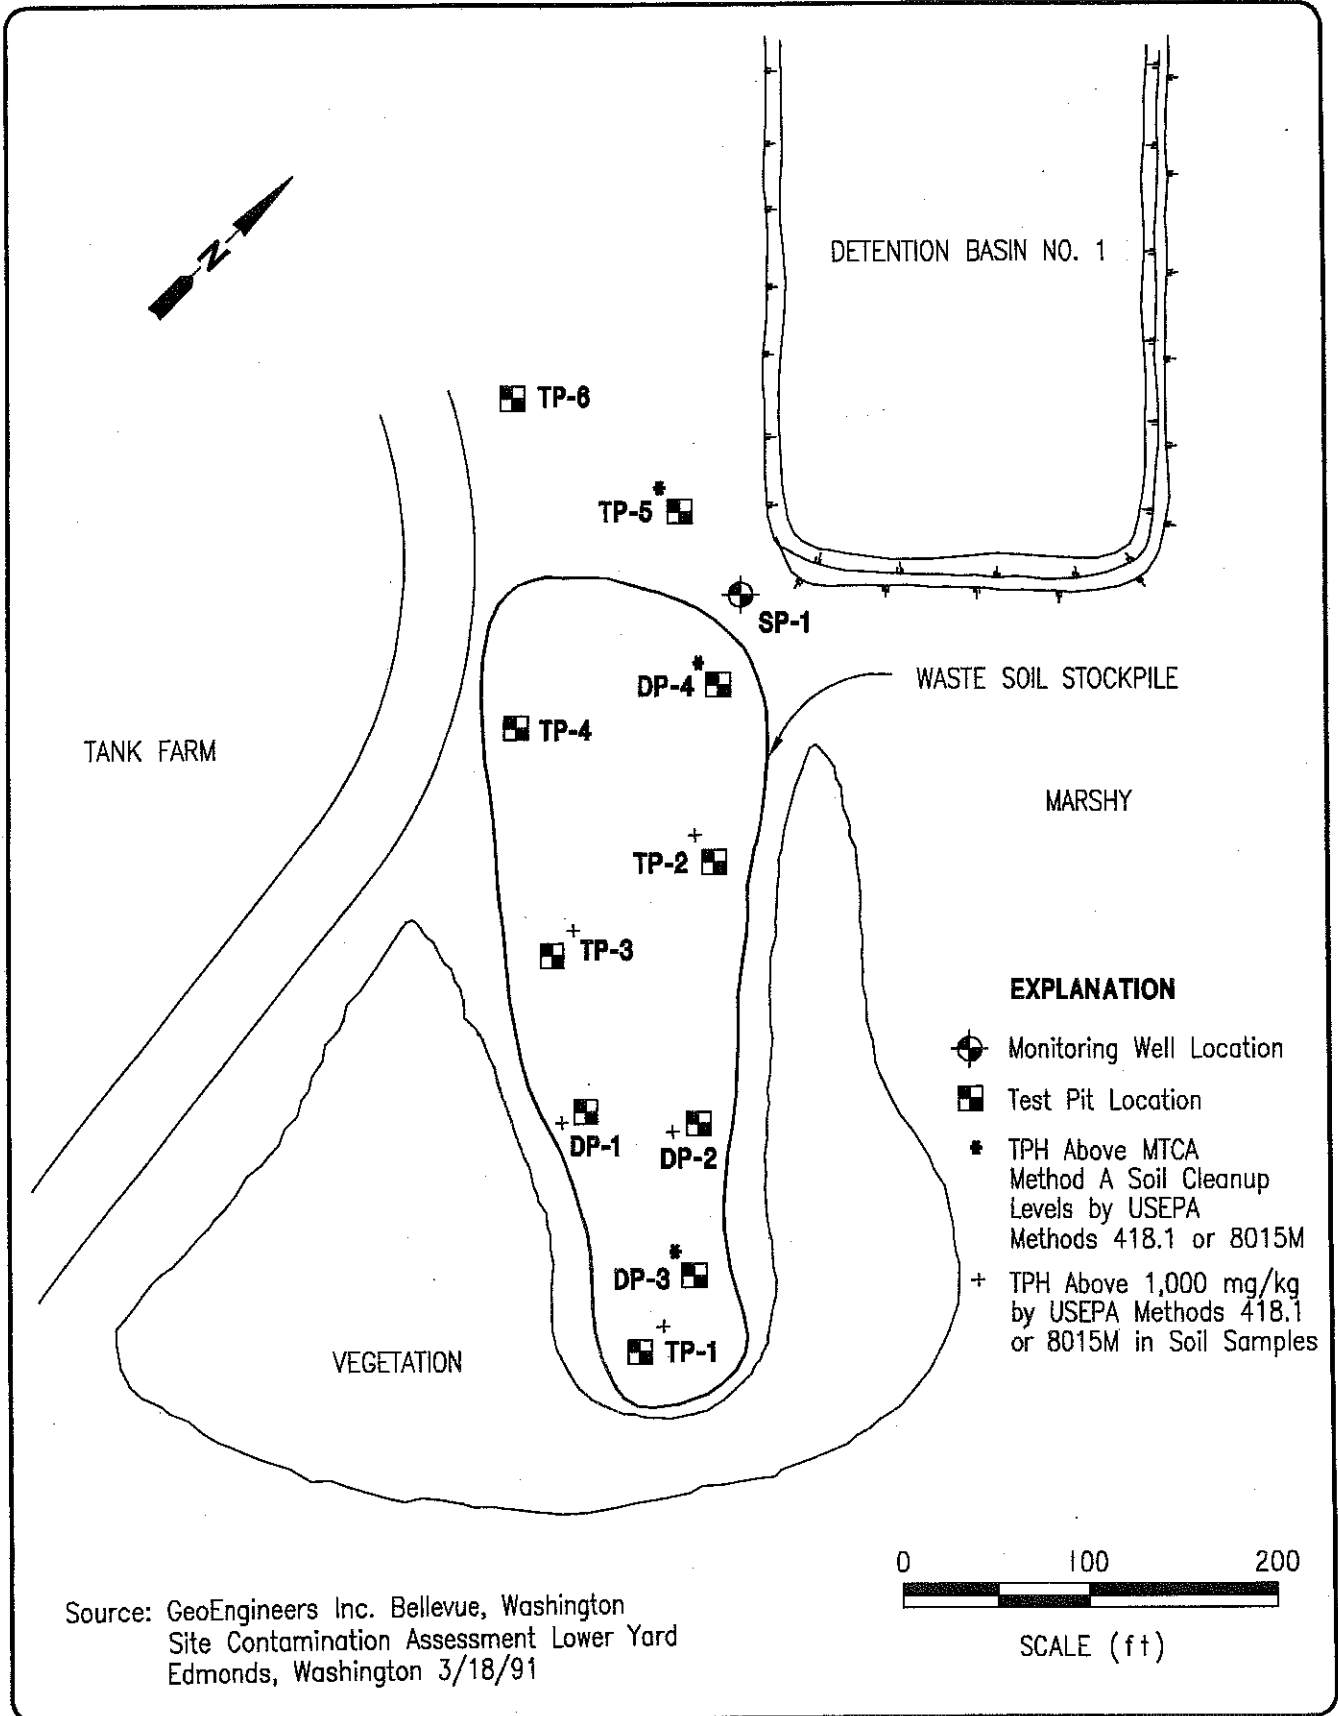 N
DETENTION BASIN NO. 1
TP-6
TP-5
*
SP-1
DP-4
*
WASTE SOIL STOCKPILE
TP-4
TANK FARM
MARSHY
+
TP-2
+
TP-3
EXPLANATION
Monitoring Well Location
Test Pit Location
* TPH Above MTCA
Method A Soil Cleanup
Levels by USEPA
Methods 418.1 or 8015M
+ TPH Above 1,000 mg/kg
by USEPA Methods 418.1
or 8015M in Soil Samples
+
DP-1
+
DP-2
*
DP-3
+
TP-1
VEGETATION
0 100 200
SCALE (ft)
Source: GeoEngineers Inc. Bellevue, Washington
Site Contamination Assessment Lower Yard
Edmonds, Washington 3/18/91